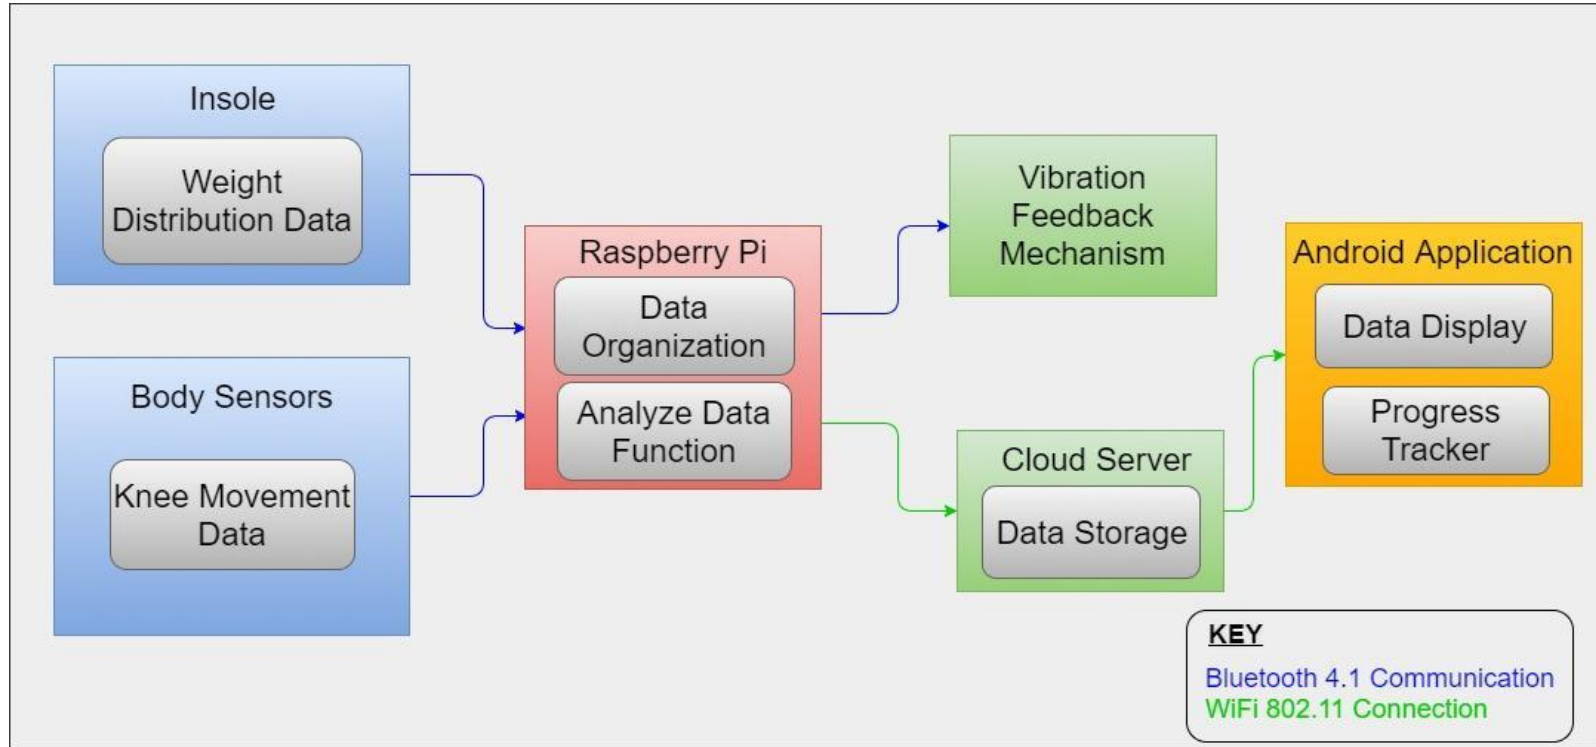 Insole
Weight
Distribution Data
Body Sensors
Knee Movement
Data
Raspberry Pi
Data
Organization
Analyze Data
Function
Vibration
Feedback
Mechanism
Cloud Server
Data Storage
Android Application
Data Display
Progress
Tracker
KEY
Bluetooth 4.1 Communication
WiFi 802.11 Connection